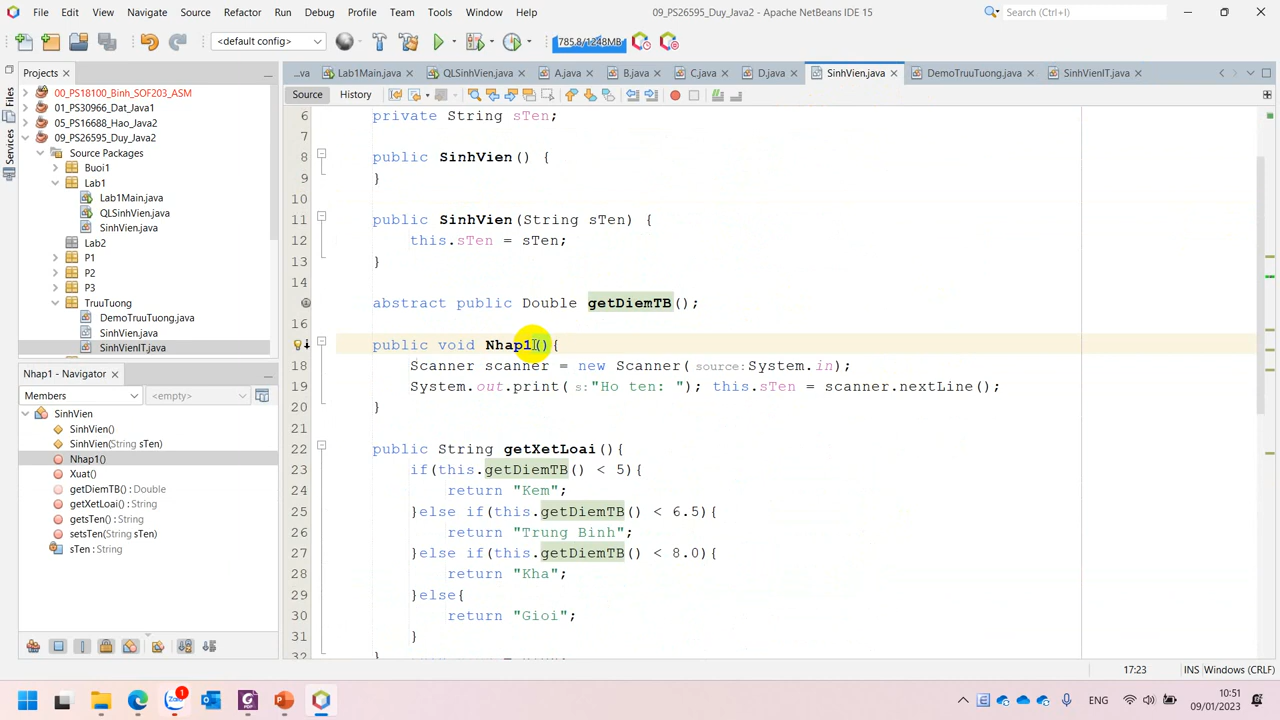 File Edit View Navigate Source Refactor Run Debug Profile Team Tools Window Help
09_PS26595_Duy_Java2 - Apache NetBeans IDE 15
Search (Ctrl+I)
<default config>
785.8/1248MB
Projects
...va
Lab1Main.java
QLSinhVien.java
A.java
B.java
C.java
D.java
SinhVien.java
DemoTruuTuong.java
SinhVienIT.java
Files
Services
00_PS18100_Binh_SOF203_ASM
01_PS30966_Dat_Java1
05_PS16688_Hao_Java2
09_PS26595_Duy_Java2
Source Packages
Buoi1
Lab1
Lab1Main.java
QLSinhVien.java
SinhVien.java
Lab2
P1
P2
P3
TruuTuong
DemoTruuTuong.java
SinhVien.java
SinhVienIT.java
Nhap1 - Navigator
Members
<empty>
SinhVien
SinhVien()
SinhVien(String sTen)
Nhap1()
Xuat()
getDiemTB() : Double
getXetLoai() : String
getsTen() : String
setsTen(String sTen)
sTen : String
Source History
6 private String sTen;
7
8 public SinhVien() {
9 }
10
11 public SinhVien(String sTen) {
12 this.sTen = sTen;
13 }
14
abstract public Double getDiemTB();
16
public void Nhap1(){
18 Scanner scanner = new Scanner(source:System.in);
19 System.out.print(s:"Ho ten: "); this.sTen = scanner.nextLine();
20 }
21
22 public String getXetLoai(){
23 if(this.getDiemTB() < 5){
24 return "Kem";
25 }else if(this.getDiemTB() < 6.5){
26 return "Trung Binh";
27 }else if(this.getDiemTB() < 8.0){
28 return "Kha";
29 }else{
30 return "Gioi";
31 }
32 }
17:23
INS
Windows (CRLF)
Zalo
1
PDF
ENG
10:51
09/01/2023